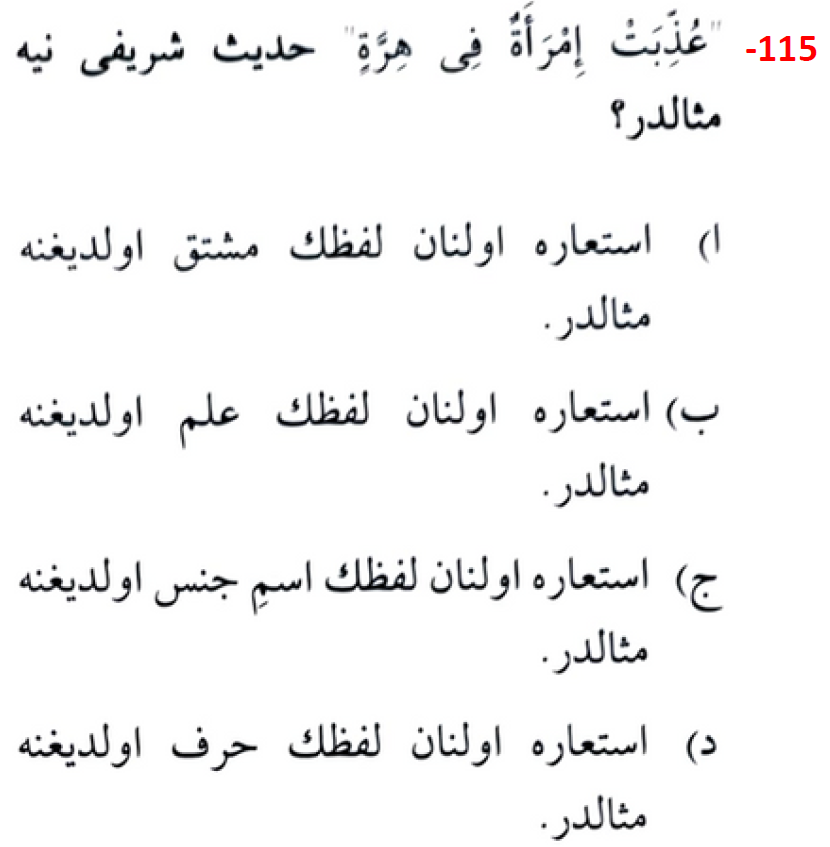 115- "عُذِّبَتْ إِمْرَأَةٌ فِى هِرَّةٍ" حديث شريفى نيه
مثالدر؟
ا) استعاره اولنان لفظك مشتق اولديغنه
مثالدر.
ب) استعاره اولنان لفظك علم اولديغنه
مثالدر.
ج) استعاره اولنان لفظك اسمِ جنس اولديغنه
مثالدر.
د) استعاره اولنان لفظك حرف اولديغنه
مثالدر.